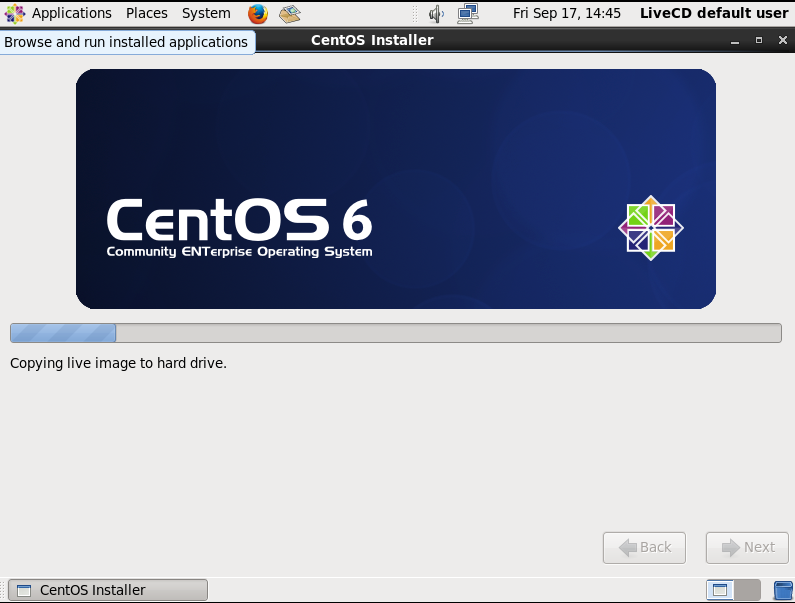 Applications Places System Fri Sep 17, 14:45 LiveCD default user
Browse and run installed applications CentOS Installer
CentOS 6
Community ENTerprise Operating System
Copying live image to hard drive.
Back Next
CentOS Installer